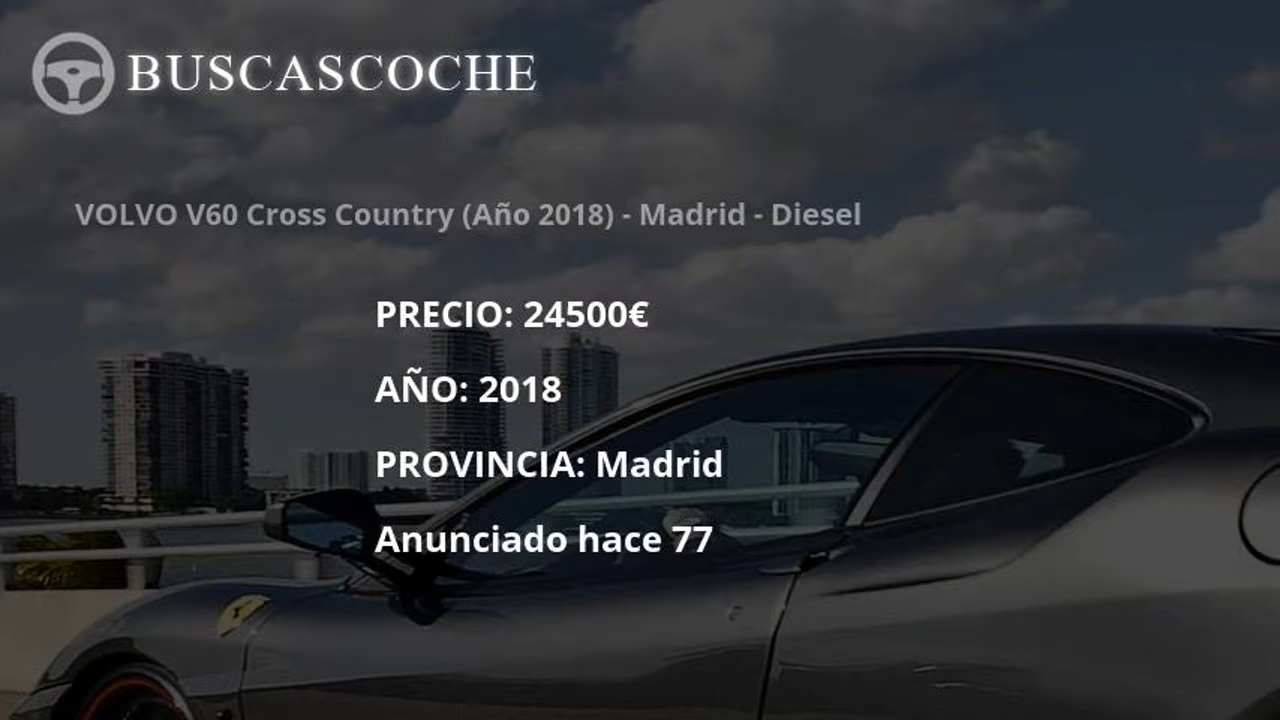 BUSCASCOCHE
VOLVO V60 Cross Country (Año 2018) - Madrid - Diesel
PRECIO: 24500€
AÑO: 2018
PROVINCIA: Madrid
Anunciado hace 77